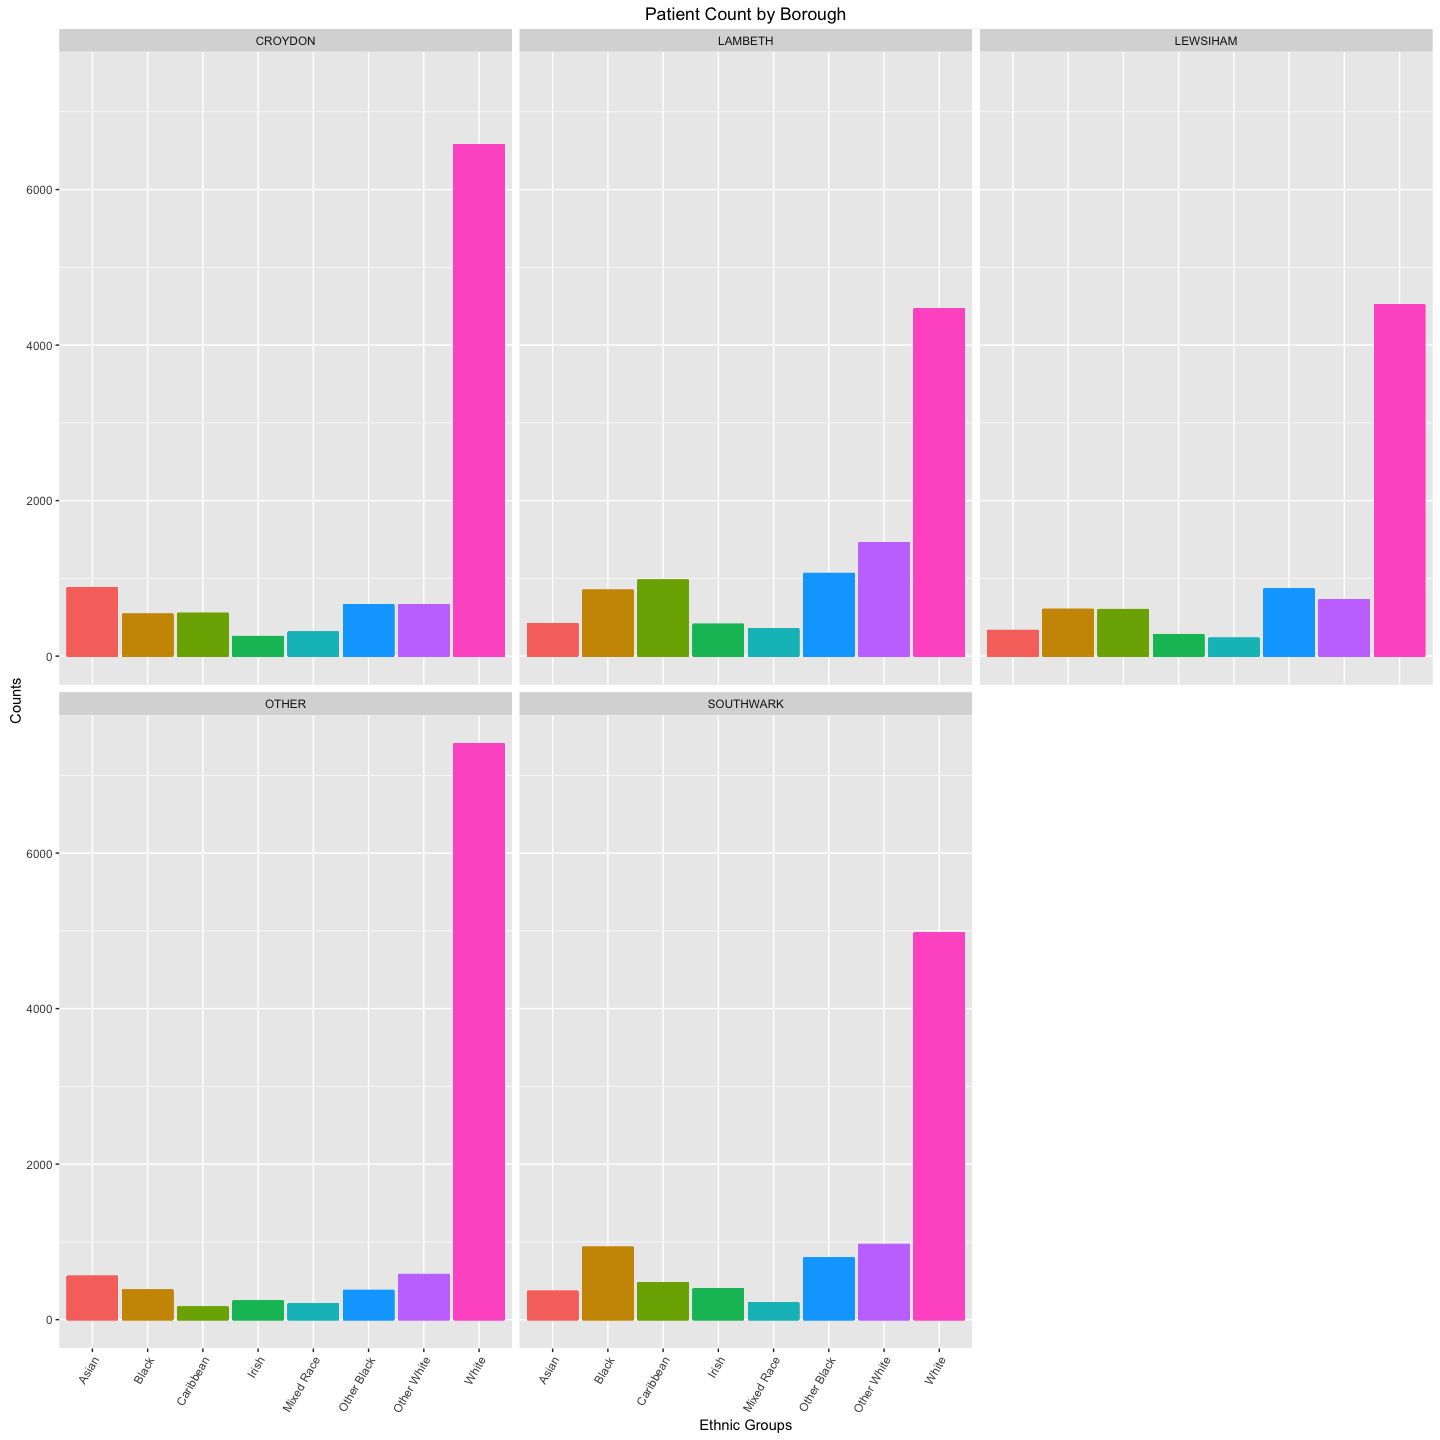 Patient Count by Borough
CROYDON
LAMBETH
LEWSIHAM
6000
4000
2000
0
Counts
OTHER
SOUTHWARK
6000
4000
2000
0
Asian
Black
Caribbean
Irish
Mixed Race
Other Black
Other White
White
Asian
Black
Caribbean
Irish
Mixed Race
Other Black
Other White
White
Ethnic Groups